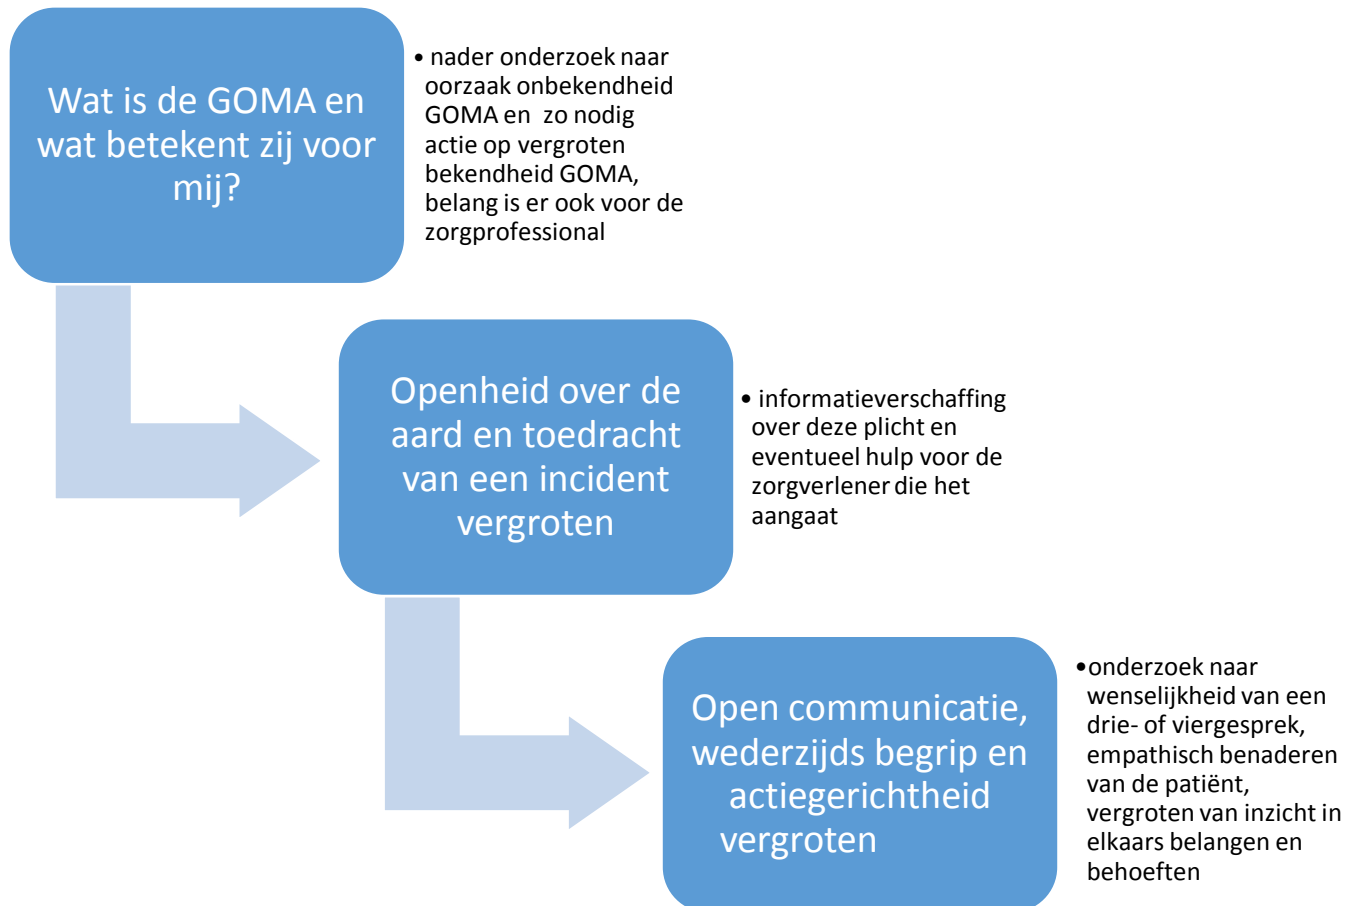 Wat is de GOMA en
wat betekent zij voor
mij?
• nader onderzoek naar
oorzaak onbekendheid
GOMA en zo nodig
actie op vergroten
bekendheid GOMA,
belang is er ook voor de
zorgprofessional
Openheid over de
aard en toedracht
van een incident
vergroten
• informatieverschaffing
over deze plicht en
eventueel hulp voor de
zorgverlener die het
aangaat
Open communicatie,
wederzijds begrip en
actiegerichtheid
vergroten
•onderzoek naar
wenselijkheid van een
drie- of viergesprek,
empathisch benaderen
van de patiënt,
vergroten van inzicht in
elkaars belangen en
behoeften